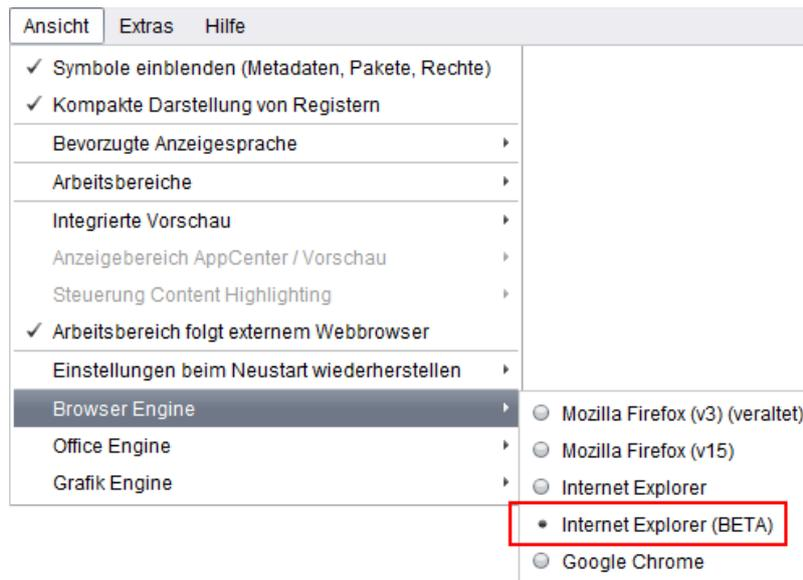 Ansicht Extras Hilfe
Symbole einblenden (Metadaten, Pakete, Rechte)
Kompakte Darstellung von Registern
Bevorzugte Anzeigesprache
Arbeitsbereiche
Integrierte Vorschau
Anzeigebereich AppCenter / Vorschau
Steuerung Content Highlighting
Arbeitsbereich folgt externem Webbrowser
Einstellungen beim Neustart wiederherstellen
Browser Engine
Office Engine
Grafik Engine
Mozilla Firefox (v3) (veraltet)
Mozilla Firefox (v15)
Internet Explorer
Internet Explorer (BETA)
Google Chrome